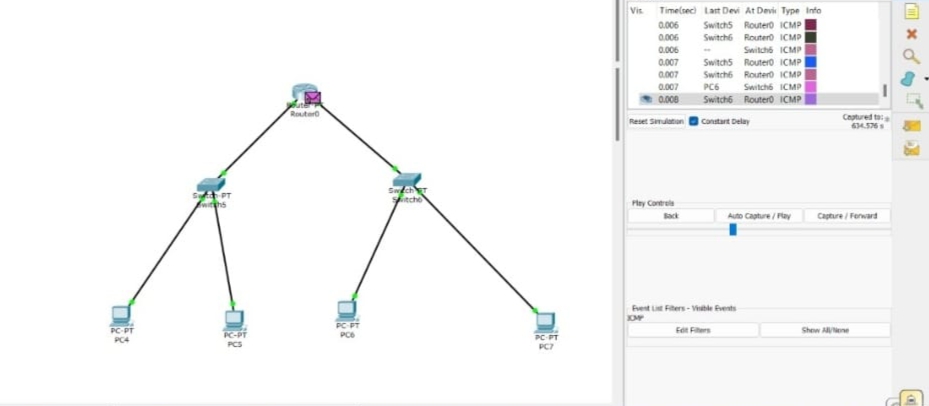 Router0
Switch-PT
Switch5
Switch6
PC-PT
PC4
PC-PT
PC5
PC-PT
PC6
PC-PT
PC7
Vis. Time(sec) Last Devi At Devi Type Info
0.006 Switch5 Router0 ICMP
0.006 Switch6 Router0 ICMP
0.006 -- Switch6 ICMP
0.007 Switch5 Router0 ICMP
0.007 Switch6 Router0 ICMP
0.007 PC6 Switch6 ICMP
0.008 Switch6 Router0 ICMP
Reset Simulation Constant Delay
Captured to:
634.576 s
Play Controls
Back Auto Capture / Play Capture / Forward
Event List Filters - Visible Events
ICMP
Edit Filters Show All/None